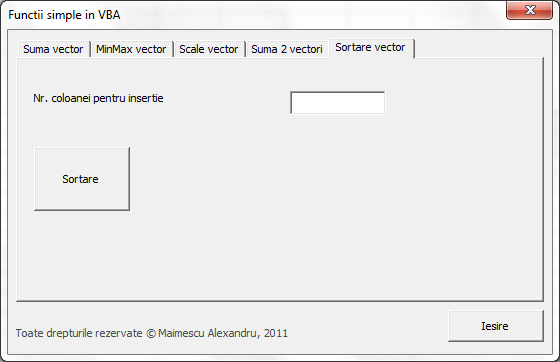 Functii simple in VBA
Suma vector MinMax vector Scale vector Suma 2 vectori Sortare vector
Nr. coloanei pentru insertie
Sortare
Toate drepturile rezervate © Maimescu Alexandru, 2011
Iesire